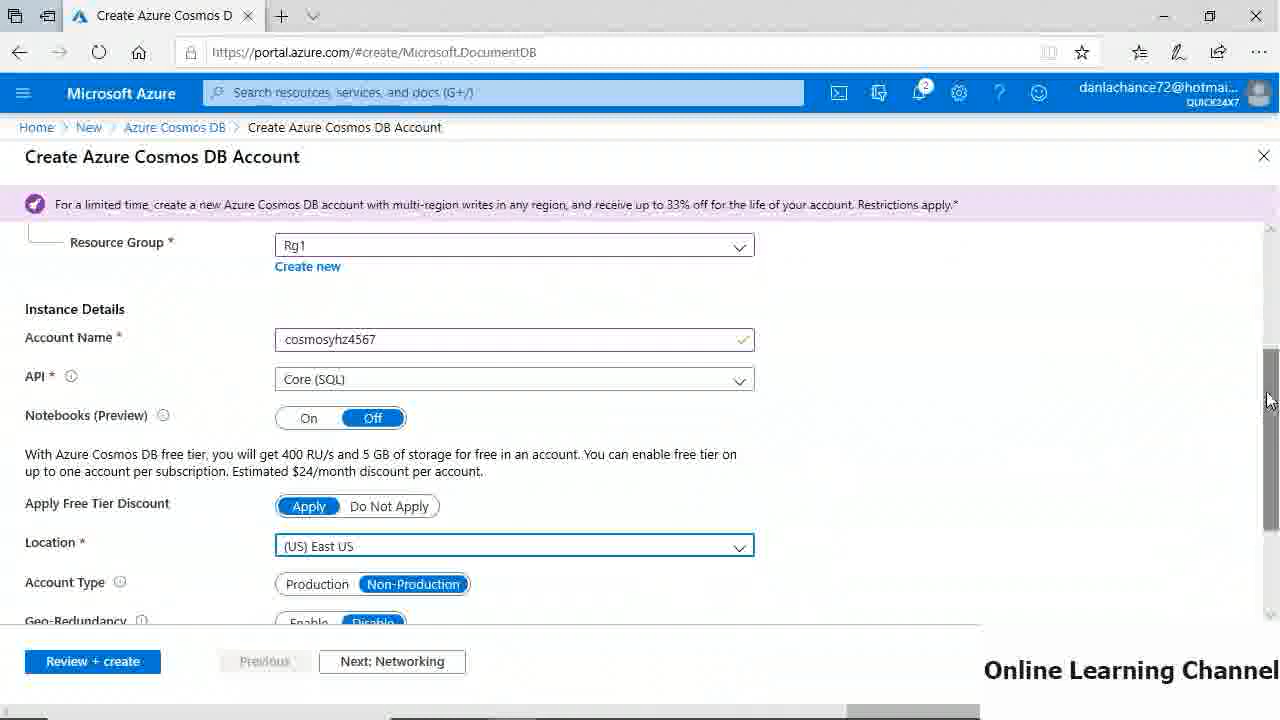 Create Azure Cosmos D
https://portal.azure.com/#create/Microsoft.DocumentDB
Microsoft Azure
Search resources, services, and docs (G+/)
2
danlachance72@hotmai...
QUICK24X7
Home > New > Azure Cosmos DB > Create Azure Cosmos DB Account
Create Azure Cosmos DB Account
For a limited time, create a new Azure Cosmos DB account with multi-region writes in any region, and receive up to 33% off for the life of your account. Restrictions apply.*
Resource Group *
Rg1
Create new
Instance Details
Account Name *
cosmosyhz4567
API *
Core (SQL)
Notebooks (Preview)
On Off
With Azure Cosmos DB free tier, you will get 400 RU/s and 5 GB of storage for free in an account. You can enable free tier on
up to one account per subscription. Estimated $24/month discount per account.
Apply Free Tier Discount
Apply Do Not Apply
Location *
(US) East US
Account Type
Production Non-Production
Geo-Redundancy
Enable Disable
Review + create
Previous
Next: Networking
Online Learning Channel